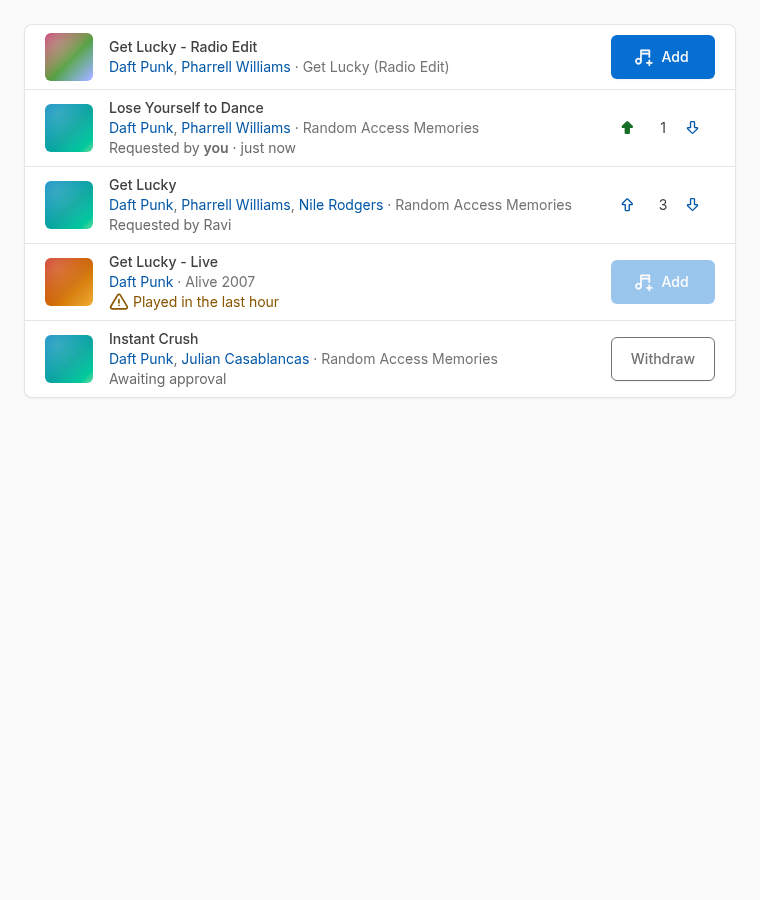 Get Lucky - Radio Edit
Daft Punk, Pharrell Williams · Get Lucky (Radio Edit)
Add
Lose Yourself to Dance
Daft Punk, Pharrell Williams · Random Access Memories
Requested by you · just now
1
Get Lucky
Daft Punk, Pharrell Williams, Nile Rodgers · Random Access Memories
Requested by Ravi
3
Get Lucky - Live
Daft Punk · Alive 2007
Played in the last hour
Add
Instant Crush
Daft Punk, Julian Casablancas · Random Access Memories
Awaiting approval
Withdraw